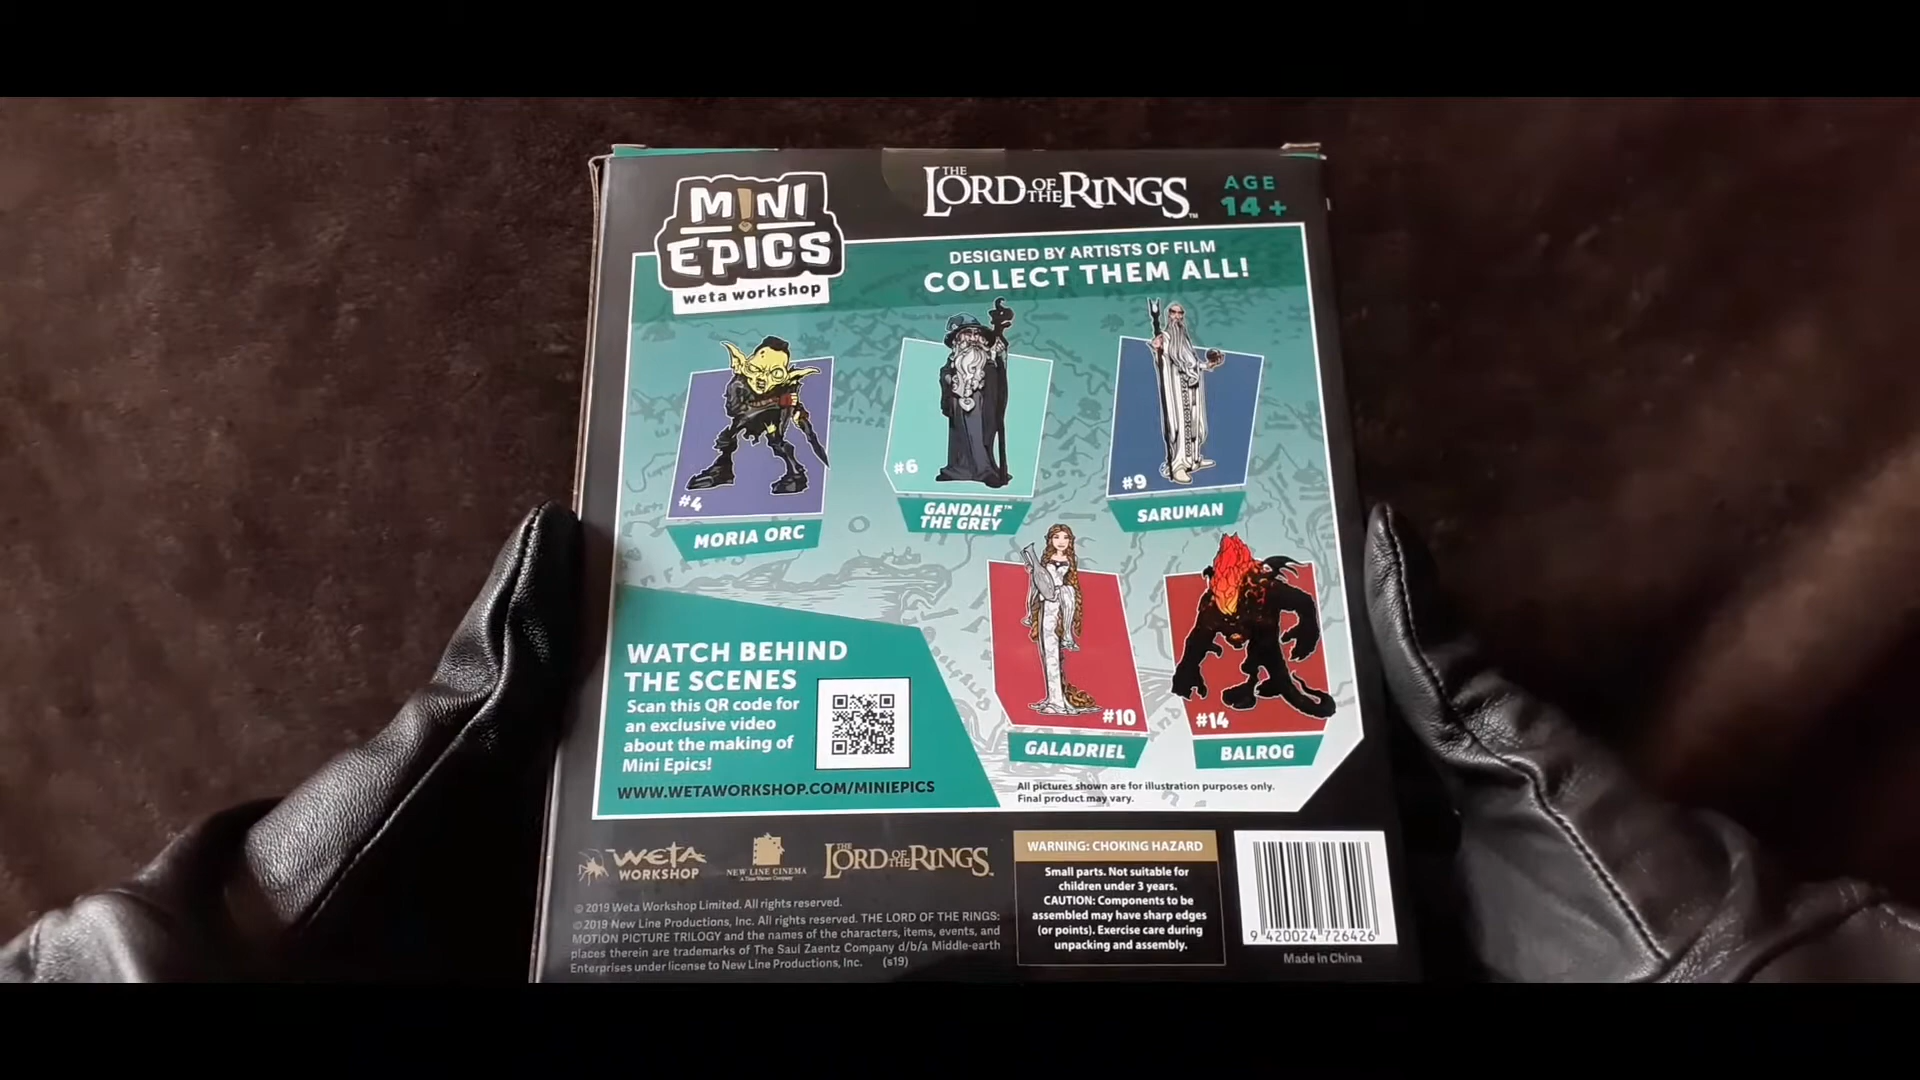 MINI
EPICS
weta workshop
THE LORD OF THE RINGS™
AGE
14+
DESIGNED BY ARTISTS OF FILM
COLLECT THEM ALL!
#4
MORIA ORC
#6
GANDALF™
THE GREY
#9
SARUMAN
#10
GALADRIEL
#14
BALROG
WATCH BEHIND
THE SCENES
Scan this QR code for
an exclusive video
about the making of
Mini Epics!
WWW.WETAWORKSHOP.COM/MINIEPICS
All pictures shown are for illustration purposes only.
Final product may vary.
WETA
WORKSHOP
NEW LINE CINEMA
A Time Warner Company
THE LORD OF THE RINGS™
© 2019 Weta Workshop Limited. All rights reserved.
©2019 New Line Productions, Inc. All rights reserved. THE LORD OF THE RINGS:
MOTION PICTURE TRILOGY and the names of the characters, items, events, and
places therein are trademarks of The Saul Zaentz Company d/b/a Middle-earth
Enterprises under license to New Line Productions, Inc. (s19)
WARNING: CHOKING HAZARD
Small parts. Not suitable for
children under 3 years.
CAUTION: Components to be
assembled may have sharp edges
(or points). Exercise care during
unpacking and assembly.
9 420024 726426
Made in China